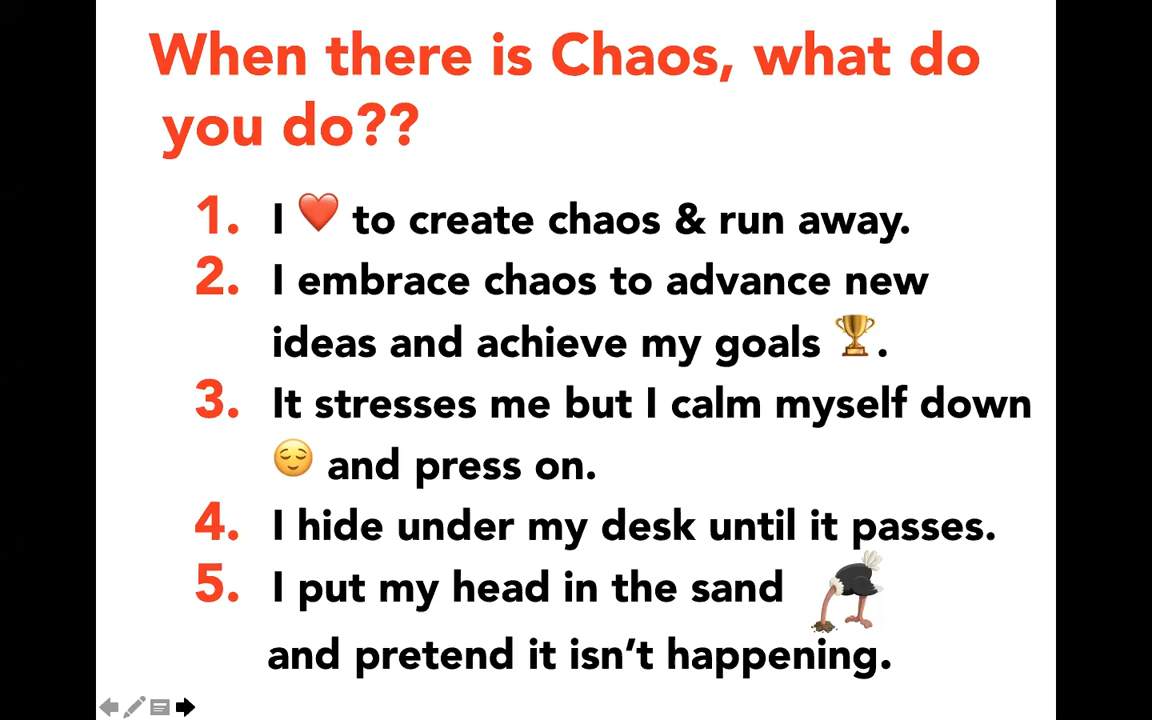 When there is Chaos, what do
you do??
1. I ❤️ to create chaos & run away.
2. I embrace chaos to advance new
ideas and achieve my goals 🏆.
3. It stresses me but I calm myself down
😌 and press on.
4. I hide under my desk until it passes.
5. I put my head in the sand
and pretend it isn’t happening.